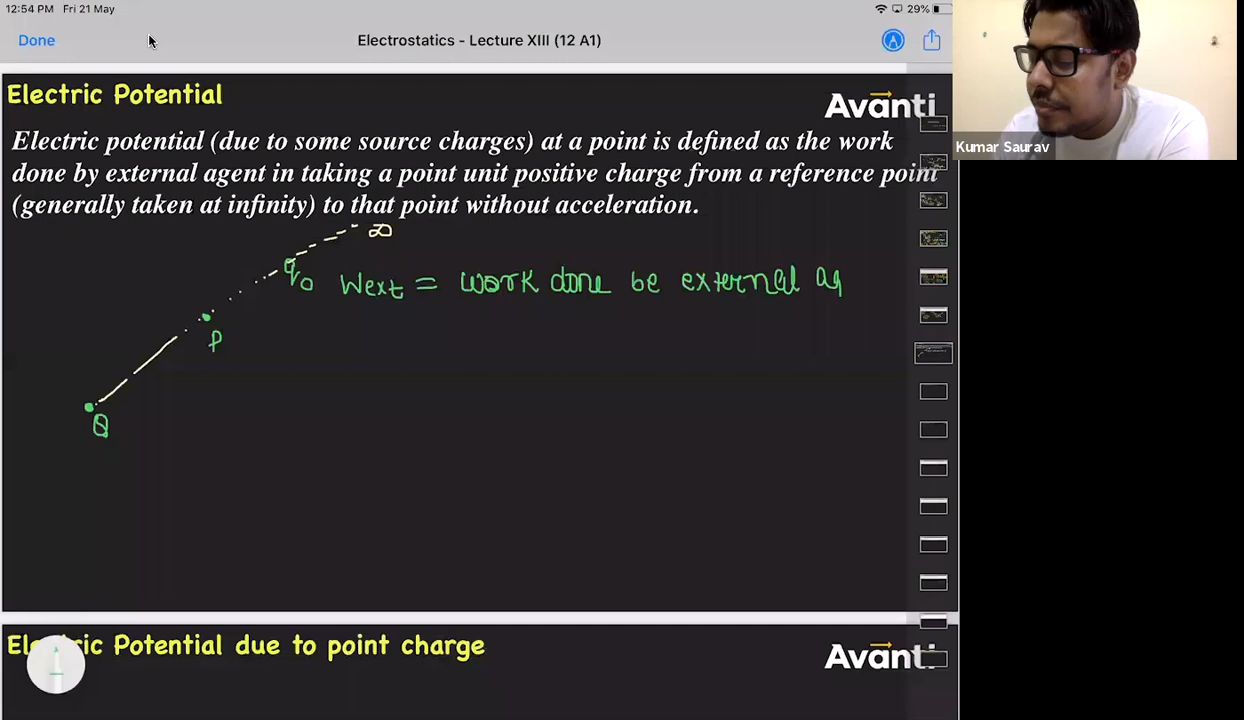 12:54 PM Fri 21 May
29%
Done
Electrostatics - Lecture XIII (12 A1)
Kumar Saurav
Electric Potential
Avanti
Electric potential (due to some source charges) at a point is defined as the work
done by external agent in taking a point unit positive charge from a reference point
(generally taken at infinity) to that point without acceleration.
∞
q0 Wext = work done be external ag
P
Q
Electric Potential due to point charge
Avanti